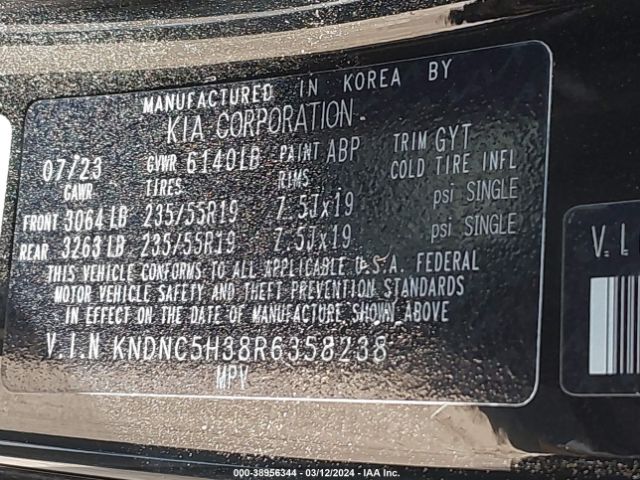 MANUFACTURED IN KOREA BY
KIA CORPORATION
07/23 GVWR 6140LB PAINT ABP TRIM GYT
GAWR TIRES RIMS COLD TIRE INFL
FRONT 3064 LB 235/55R19 7.5Jx19 psi SINGLE
REAR 3263 LB 235/55R19 7.5Jx19 psi SINGLE
THIS VEHICLE CONFORMS TO ALL APPLICABLE U.S.A. FEDERAL
MOTOR VEHICLE SAFETY AND THEFT PREVENTION STANDARDS
IN EFFECT ON THE DATE OF MANUFACTURE SHOWN ABOVE
V.I.N KNDNC5H38R6358238
MPV
V.I
000-38956344 - 03/12/2024 - IAA Inc.